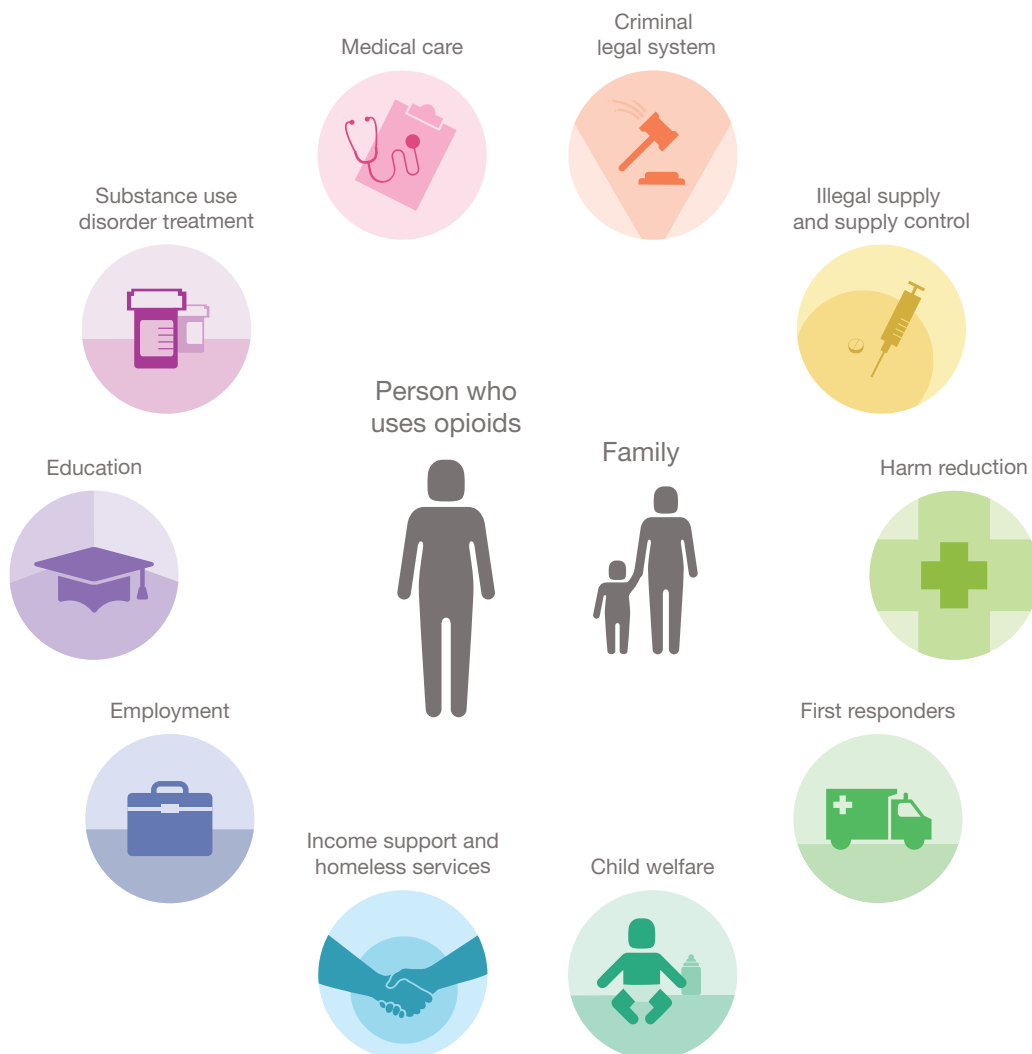 Medical care
Criminal
legal system
Substance use
disorder treatment
Illegal supply
and supply control
Person who
uses opioids
Family
Education
Harm reduction
Employment
First responders
Income support and
homeless services
Child welfare